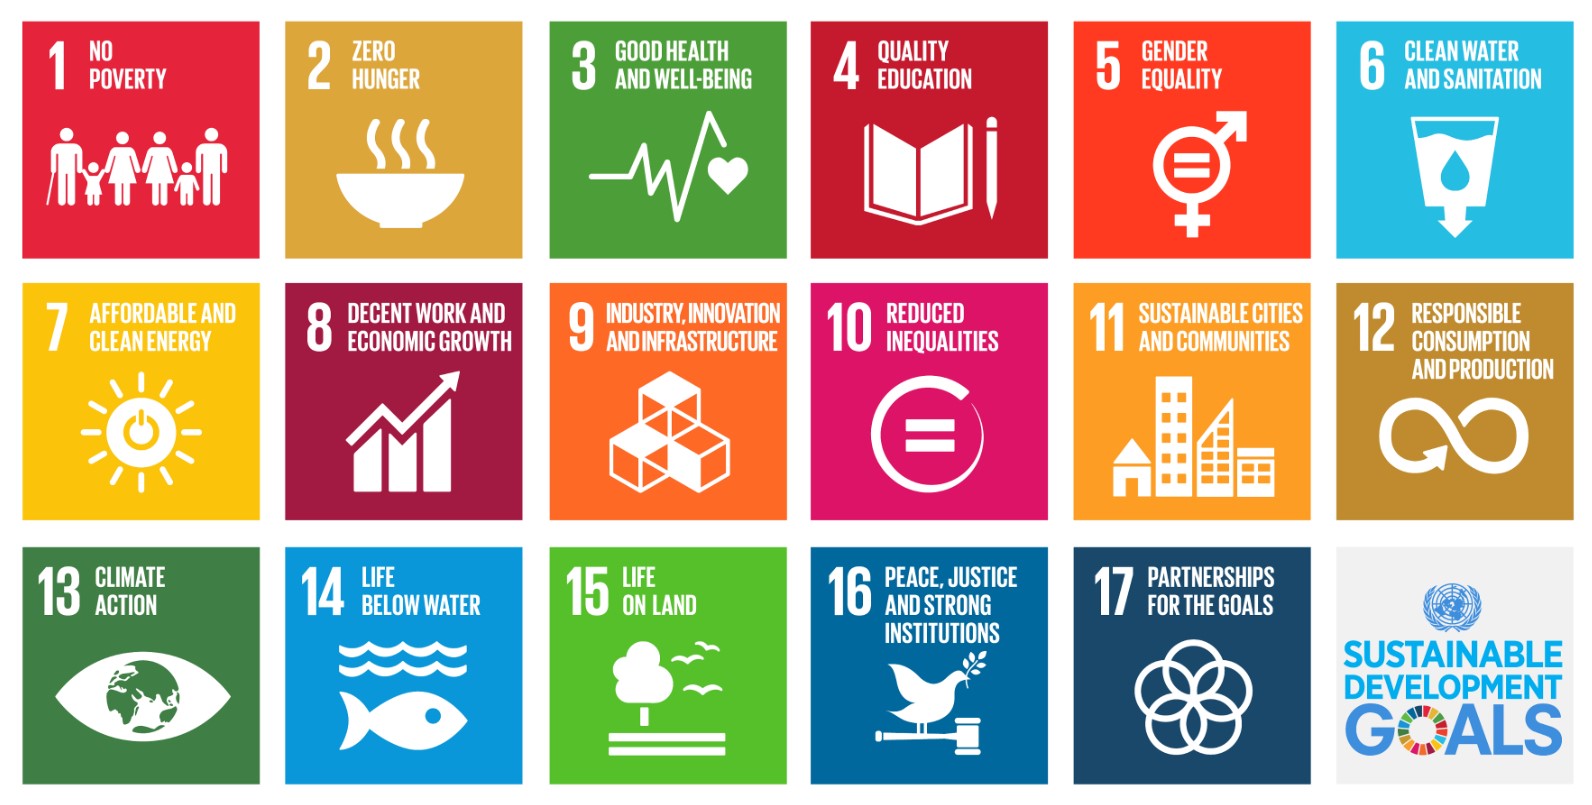 1 NO
POVERTY
2 ZERO
HUNGER
3 GOOD HEALTH
AND WELL-BEING
4 QUALITY
EDUCATION
5 GENDER
EQUALITY
6 CLEAN WATER
AND SANITATION
7 AFFORDABLE AND
CLEAN ENERGY
8 DECENT WORK AND
ECONOMIC GROWTH
9 INDUSTRY, INNOVATION
AND INFRASTRUCTURE
10 REDUCED
INEQUALITIES
11 SUSTAINABLE CITIES
AND COMMUNITIES
12 RESPONSIBLE
CONSUMPTION
AND PRODUCTION
13 CLIMATE
ACTION
14 LIFE
BELOW WATER
15 LIFE
ON LAND
16 PEACE, JUSTICE
AND STRONG
INSTITUTIONS
17 PARTNERSHIPS
FOR THE GOALS
SUSTAINABLE
DEVELOPMENT
GOALS